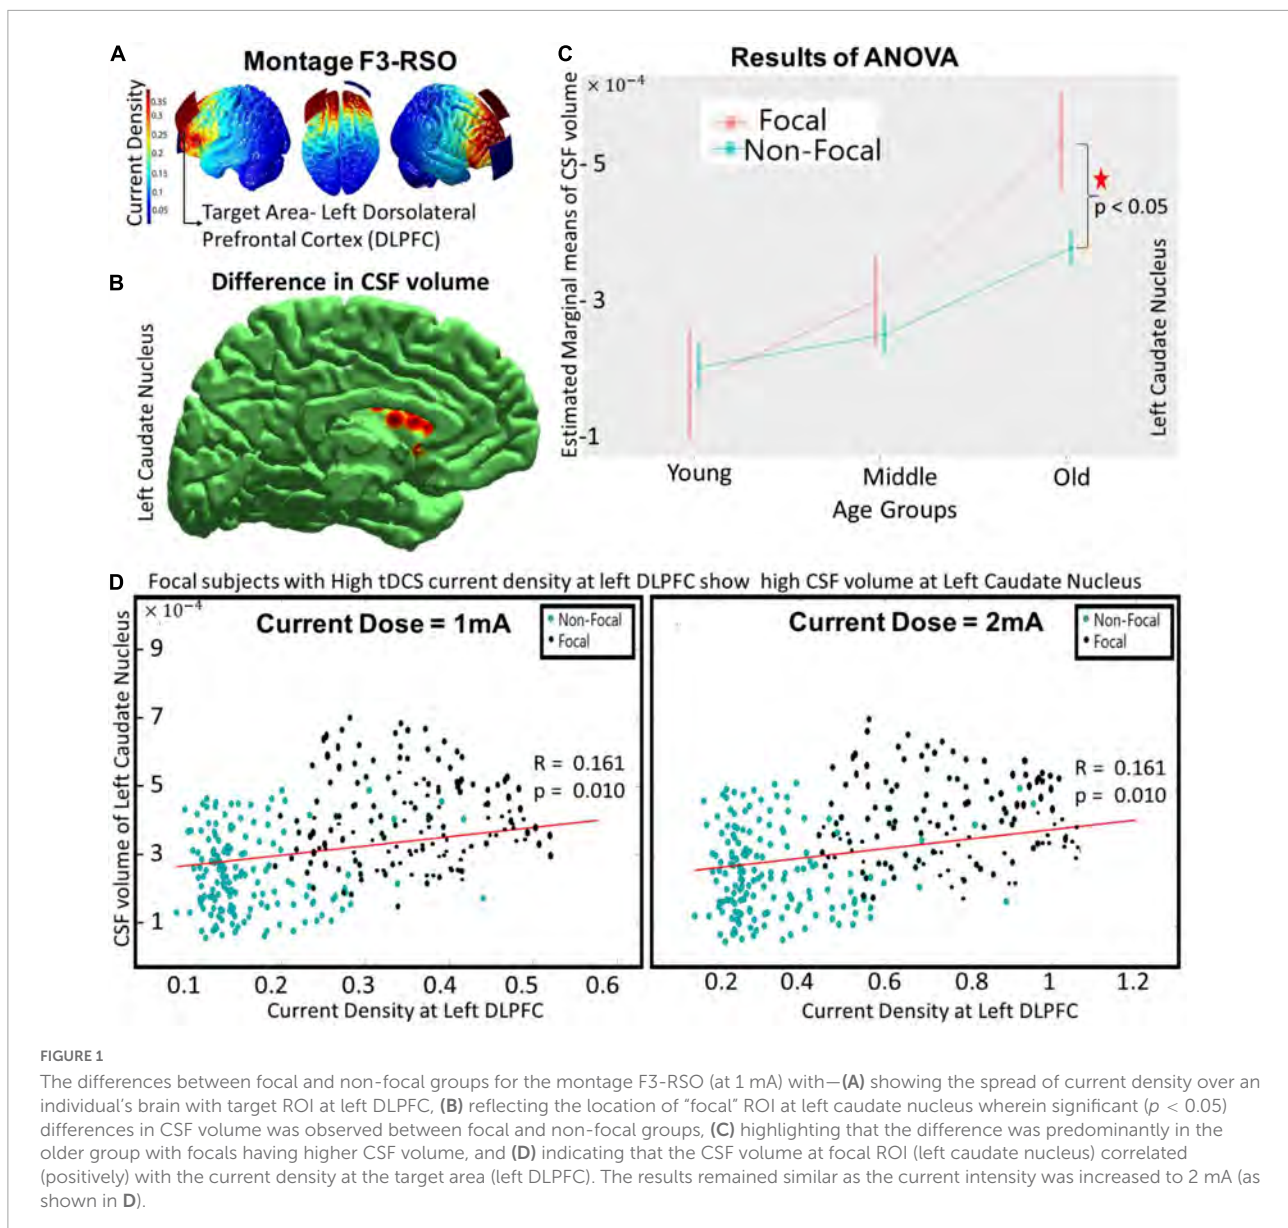 A
Montage F3-RSO
Current Density
0.35
0.3
0.25
0.2
0.15
0.1
0.05
Target Area- Left Dorsolateral
Prefrontal Cortex (DLPFC)
B
Difference in CSF volume
Left Caudate Nucleus
C
Results of ANOVA
× 10⁻⁴
Estimated Marginal means of CSF volume
5
3
-1
Focal
Non-Focal
p < 0.05
Left Caudate Nucleus
Young
Middle
Old
Age Groups
D
Focal subjects with High tDCS current density at left DLPFC show high CSF volume at Left Caudate Nucleus
× 10⁻⁴
CSF volume of Left Caudate Nucleus
9
7
5
3
1
Current Dose = 1mA
Non-Focal
Focal
R = 0.161
p = 0.010
0.1 0.2 0.3 0.4 0.5 0.6
Current Density at Left DLPFC
Current Dose = 2mA
Non-Focal
Focal
R = 0.161
p = 0.010
0.2 0.4 0.6 0.8 1 1.2
Current Density at Left DLPFC
FIGURE 1
The differences between focal and non-focal groups for the montage F3-RSO (at 1 mA) with—(A) showing the spread of current density over an
individual's brain with target ROI at left DLPFC, (B) reflecting the location of "focal" ROI at left caudate nucleus wherein significant (p < 0.05)
differences in CSF volume was observed between focal and non-focal groups, (C) highlighting that the difference was predominantly in the
older group with focals having higher CSF volume, and (D) indicating that the CSF volume at focal ROI (left caudate nucleus) correlated
(positively) with the current density at the target area (left DLPFC). The results remained similar as the current intensity was increased to 2 mA (as
shown in D).